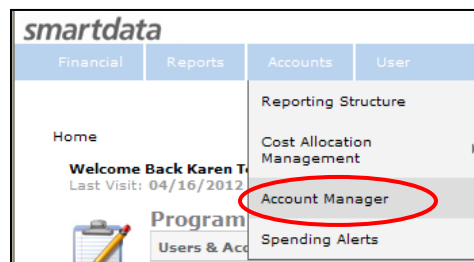 smartdata
Financial Reports Accounts User
Reporting Structure
Home
Cost Allocation
Management
Welcome Back Karen
Last Visit: 04/16/2012
Account Manager
Program
Users &
Spending Alerts